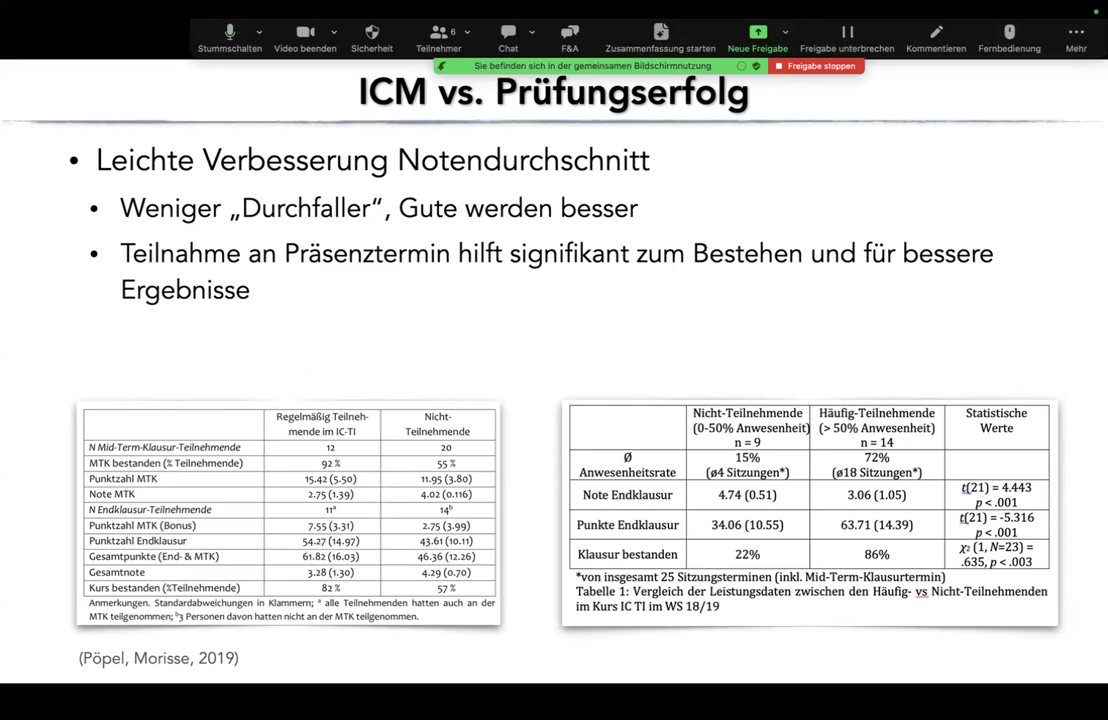 Stummschalten
Video beenden
Sicherheit
6
Teilnehmer
Chat
F&A
Zusammenfassung starten
Neue Freigabe
Freigabe unterbrechen
Kommentieren
Fernbedienung
Mehr
Sie befinden sich in der gemeinsamen Bildschirmnutzung
Freigabe stoppen
ICM vs. Prüfungserfolg
• Leichte Verbesserung Notendurchschnitt
• Weniger „Durchfaller“, Gute werden besser
• Teilnahme an Präsenztermin hilft signifikant zum Bestehen und für bessere
Ergebnisse
Regelmäßig Teilneh-
mende im IC-TI
Nicht-
Teilnehmende
N Mid-Term-Klausur-Teilnehmende 12 20
MTK bestanden (% Teilnehmende) 92 % 55 %
Punktzahl MTK 15.42 (5.50) 11.95 (3.80)
Note MTK 2.75 (1.39) 4.02 (0.116)
N Endklausur-Teilnehmende 11ᵃ 14ᵇ
Punktzahl MTK (Bonus) 7.55 (3.31) 2.75 (3.99)
Punktzahl Endklausur 54.27 (14.97) 43.61 (10.11)
Gesamtpunkte (End- & MTK) 61.82 (16.03) 46.36 (12.26)
Gesamtnote 3.28 (1.30) 4.29 (0.70)
Kurs bestanden (%Teilnehmende) 82 % 57 %
Anmerkungen. Standardabweichungen in Klammern; ᵃ alle Teilnehmenden hatten auch an der
MTK teilgenommen; ᵇ3 Personen davon hatten nicht an der MTK teilgenommen.
Nicht-Teilnehmende
(0-50% Anwesenheit)
n = 9
Häufig-Teilnehmende
(> 50% Anwesenheit)
n = 14
Statistische
Werte
Ø
Anwesenheitsrate
15%
(ø4 Sitzungen*)
72%
(ø18 Sitzungen*)
Note Endklausur 4.74 (0.51) 3.06 (1.05)
t(21) = 4.443
p < .001
Punkte Endklausur 34.06 (10.55) 63.71 (14.39)
t(21) = -5.316
p < .001
Klausur bestanden 22% 86%
χ2 (1, N=23) =
.635, p < .003
*von insgesamt 25 Sitzungsterminen (inkl. Mid-Term-Klausurtermin)
Tabelle 1: Vergleich der Leistungsdaten zwischen den Häufig- vs Nicht-Teilnehmenden
im Kurs IC TI im WS 18/19
(Pöpel, Morisse, 2019)